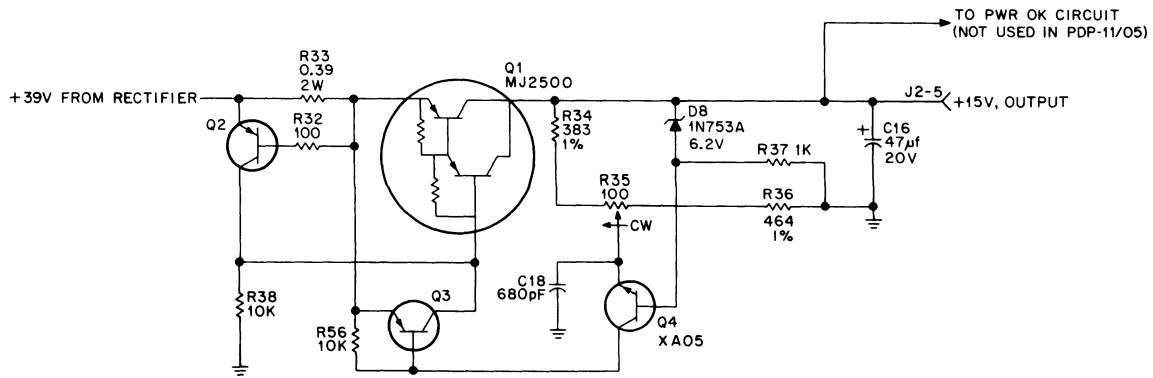 TO PWR OK CIRCUIT
(NOT USED IN PDP-11/05)
R33
0.39
2W
Q1
MJ2500
+39V FROM RECTIFIER
J2-5
+15V, OUTPUT
Q2
R32
100
R34
383
1%
D8
1N753A
6.2V
+
C16
47µf
20V
R37 1K
R35
100
R36
464
1%
CW
C18
680pF
Q3
R38
10K
R56
10K
Q4
XA05